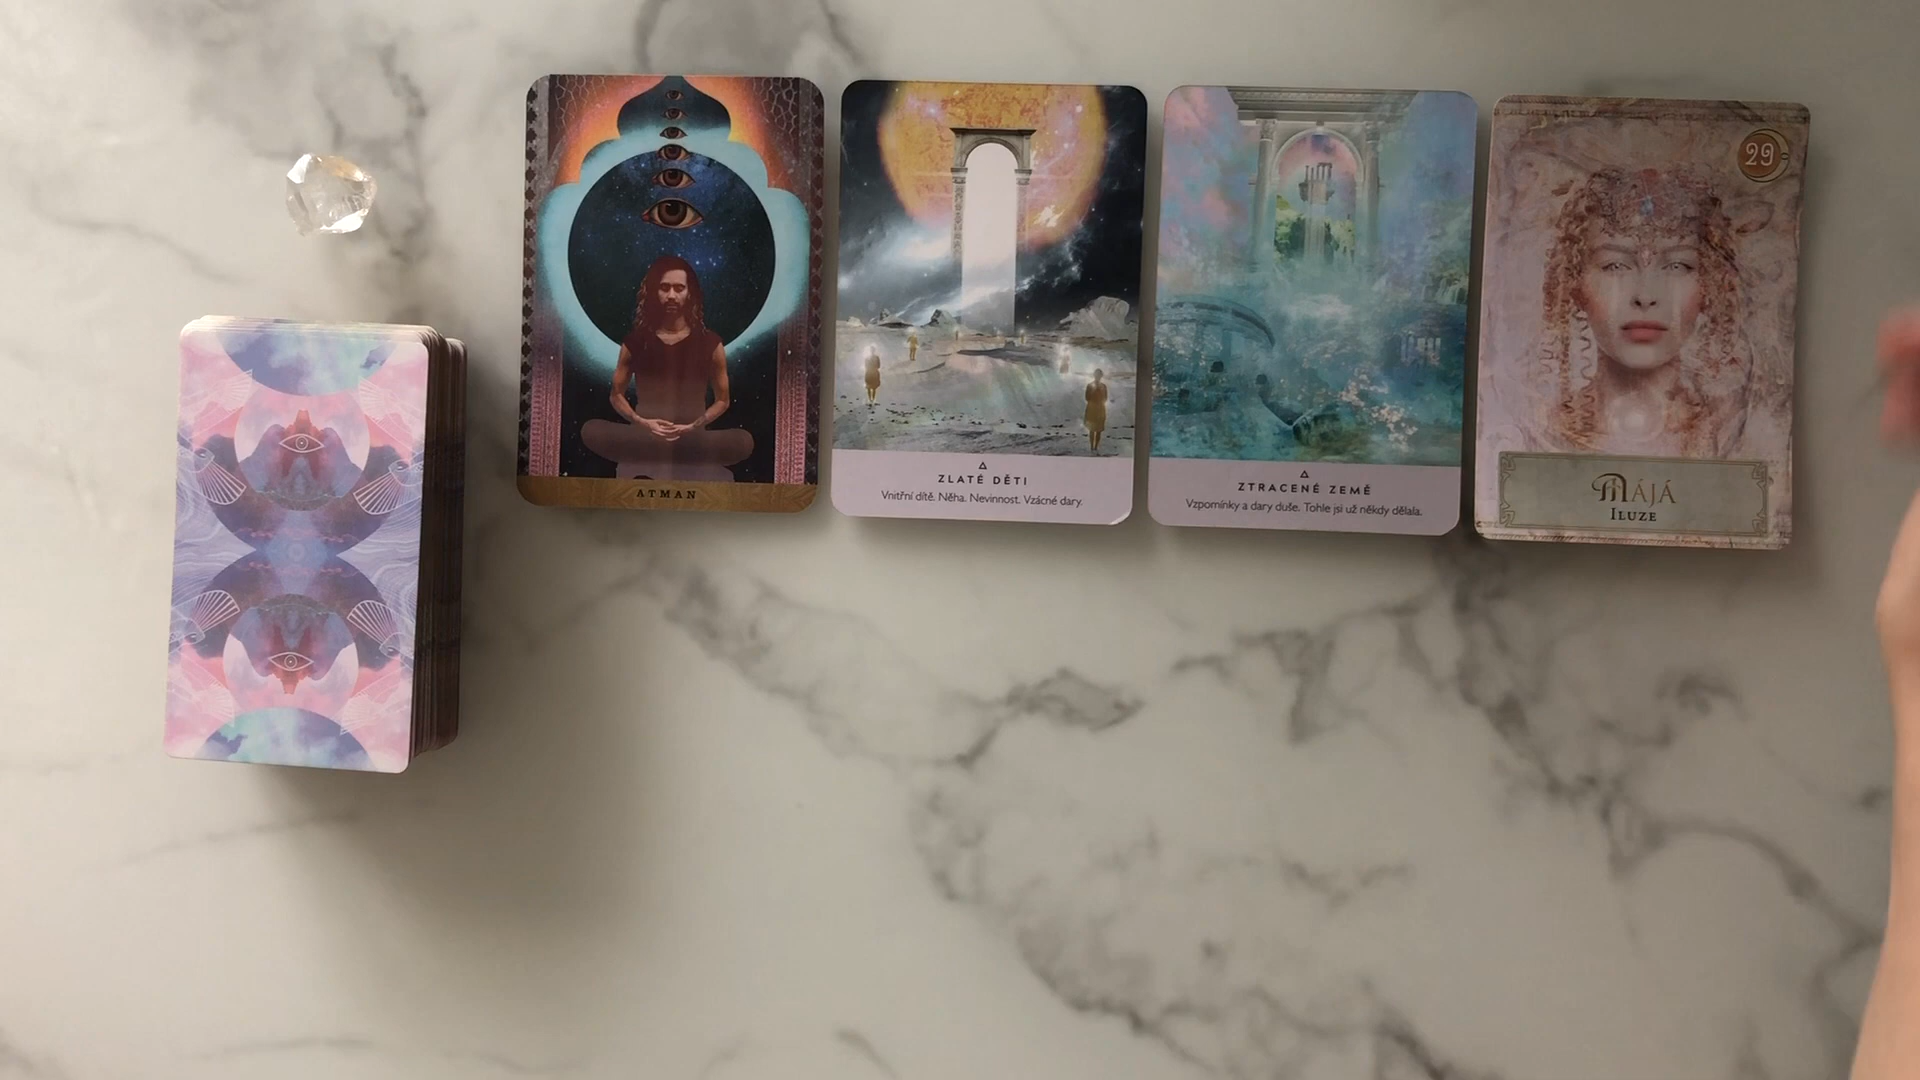 ATMAN
ZLATÉ DĚTI
Vnitřní dítě. Něha. Nevinnost. Vzácné dary.
ZTRACENÉ ZEMĚ
Vzpomínky a dary duše. Tohle jsi už někdy dělala.
29
MÁJÁ
ILUZE